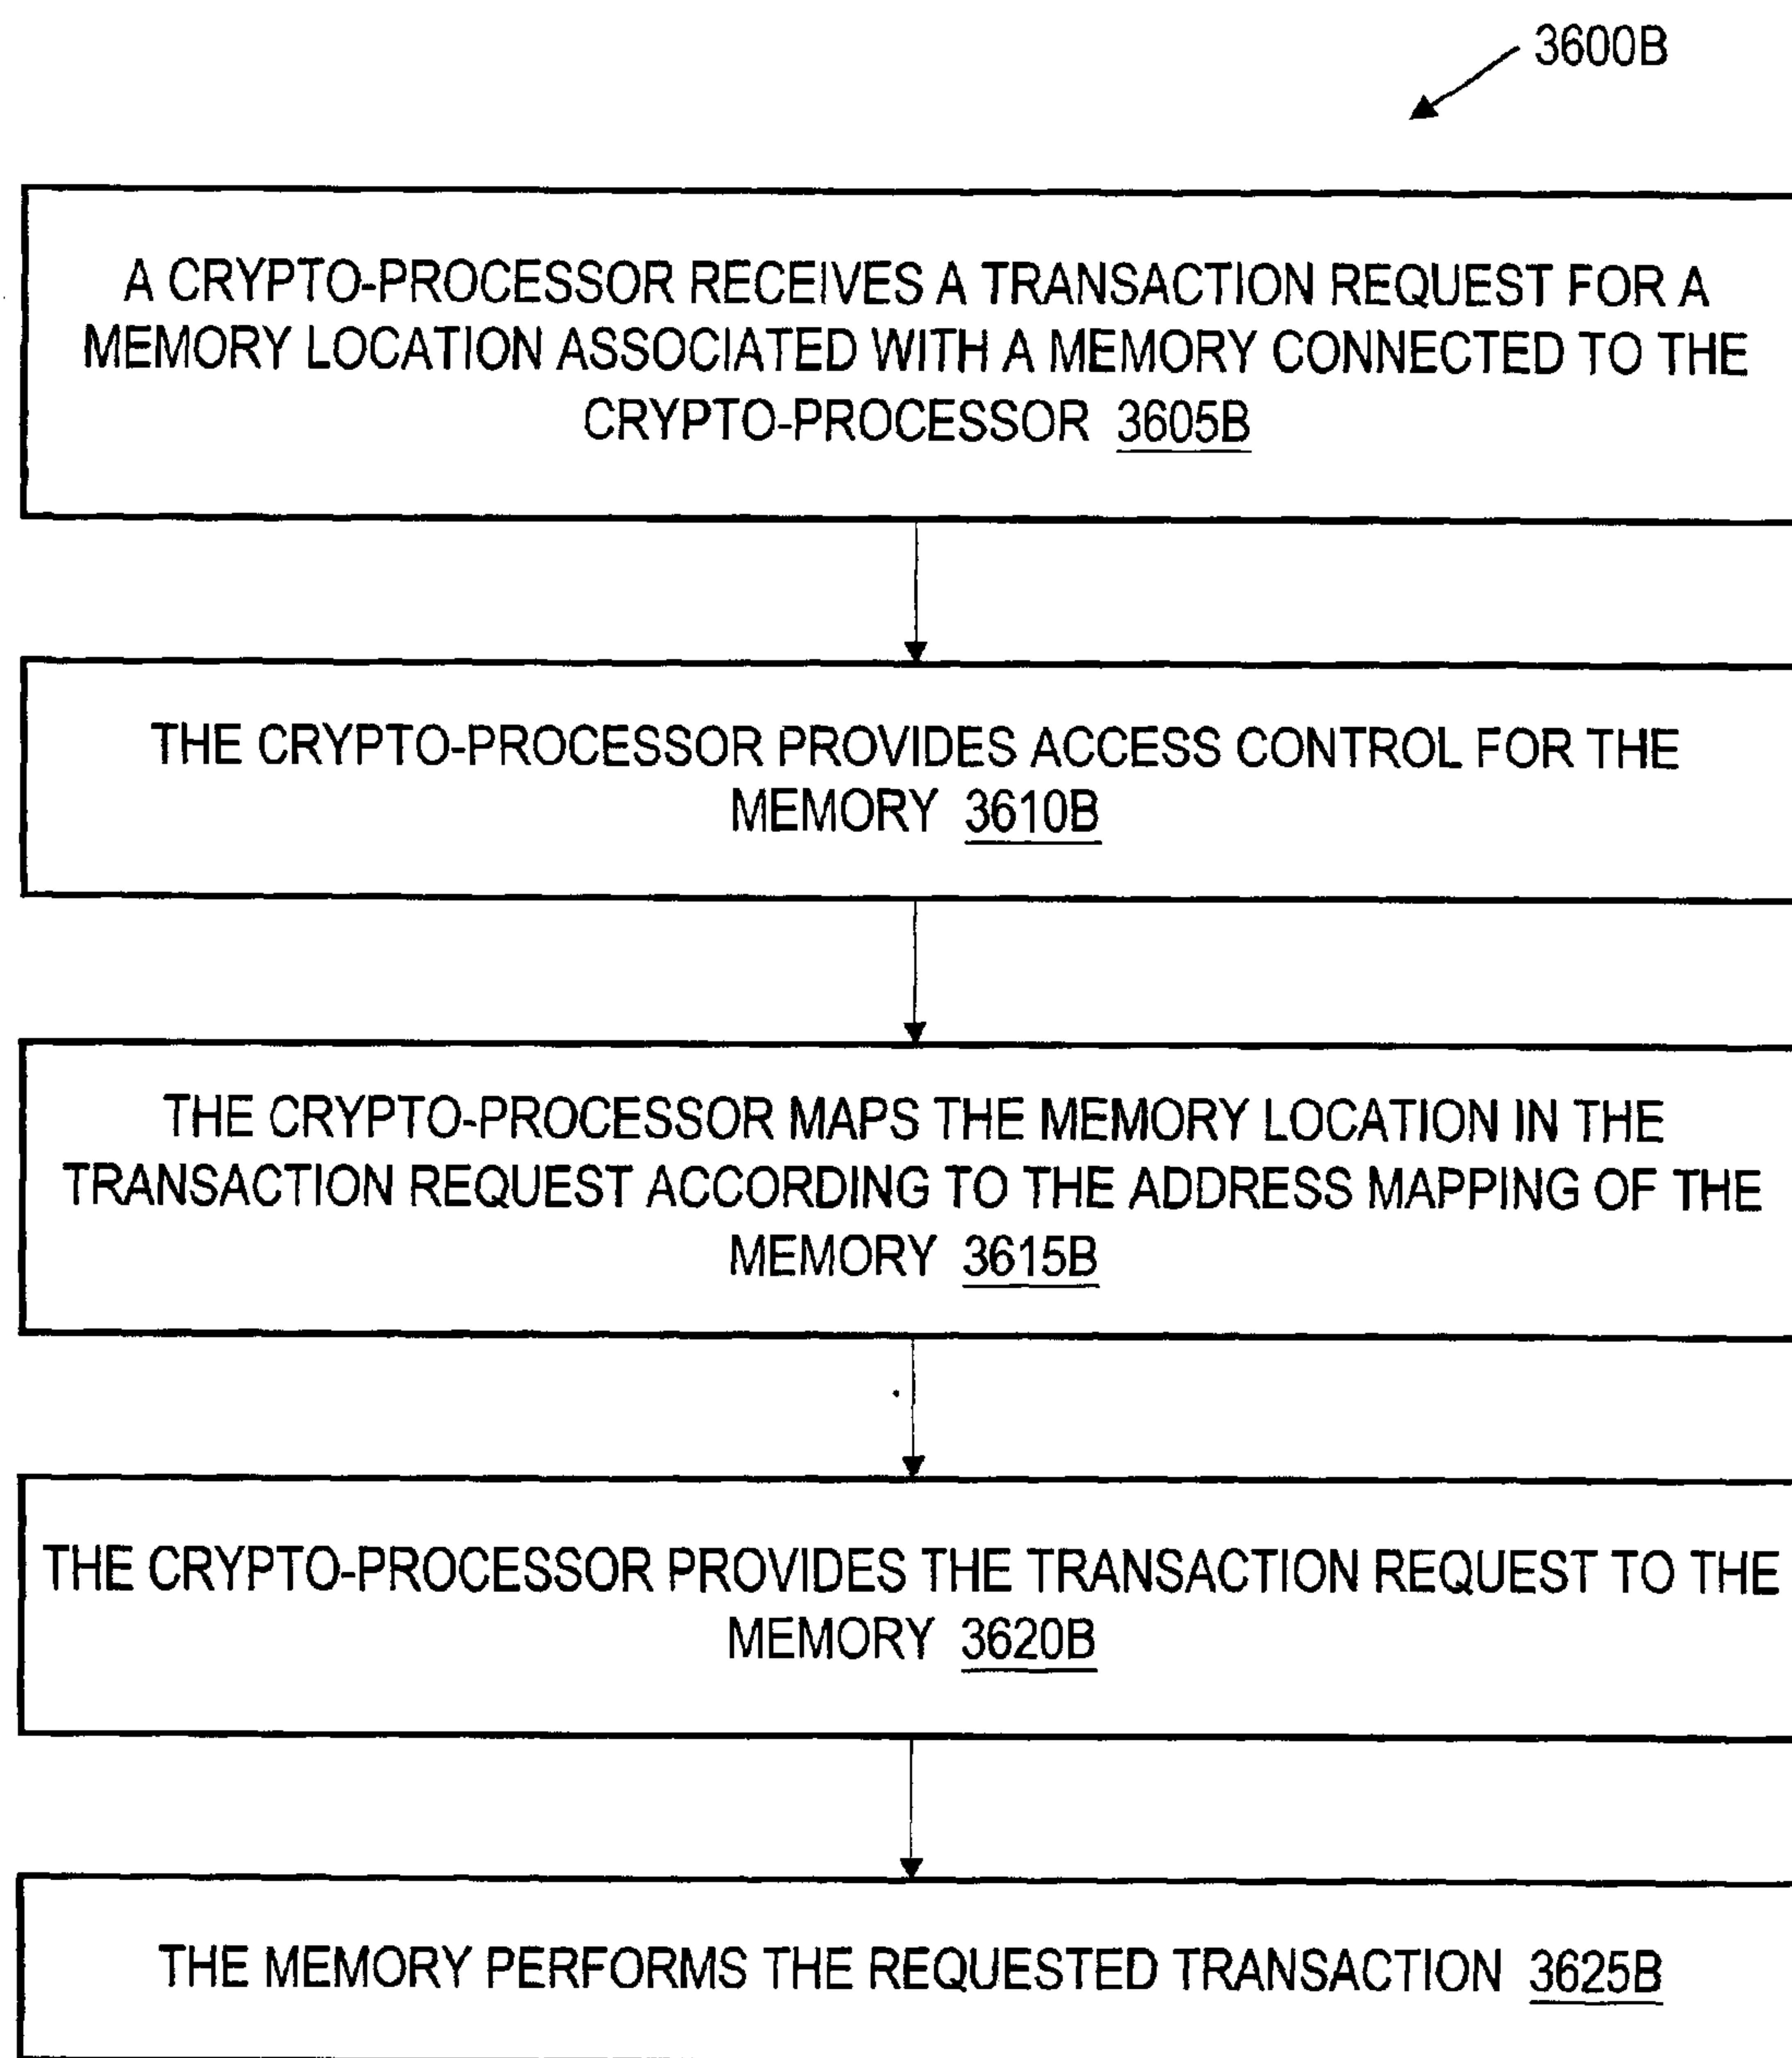 3600B
A CRYPTO-PROCESSOR RECEIVES A TRANSACTION REQUEST FOR A
MEMORY LOCATION ASSOCIATED WITH A MEMORY CONNECTED TO THE
CRYPTO-PROCESSOR 3605B
THE CRYPTO-PROCESSOR PROVIDES ACCESS CONTROL FOR THE
MEMORY 3610B
THE CRYPTO-PROCESSOR MAPS THE MEMORY LOCATION IN THE
TRANSACTION REQUEST ACCORDING TO THE ADDRESS MAPPING OF THE
MEMORY 3615B
THE CRYPTO-PROCESSOR PROVIDES THE TRANSACTION REQUEST TO THE
MEMORY 3620B
THE MEMORY PERFORMS THE REQUESTED TRANSACTION 3625B